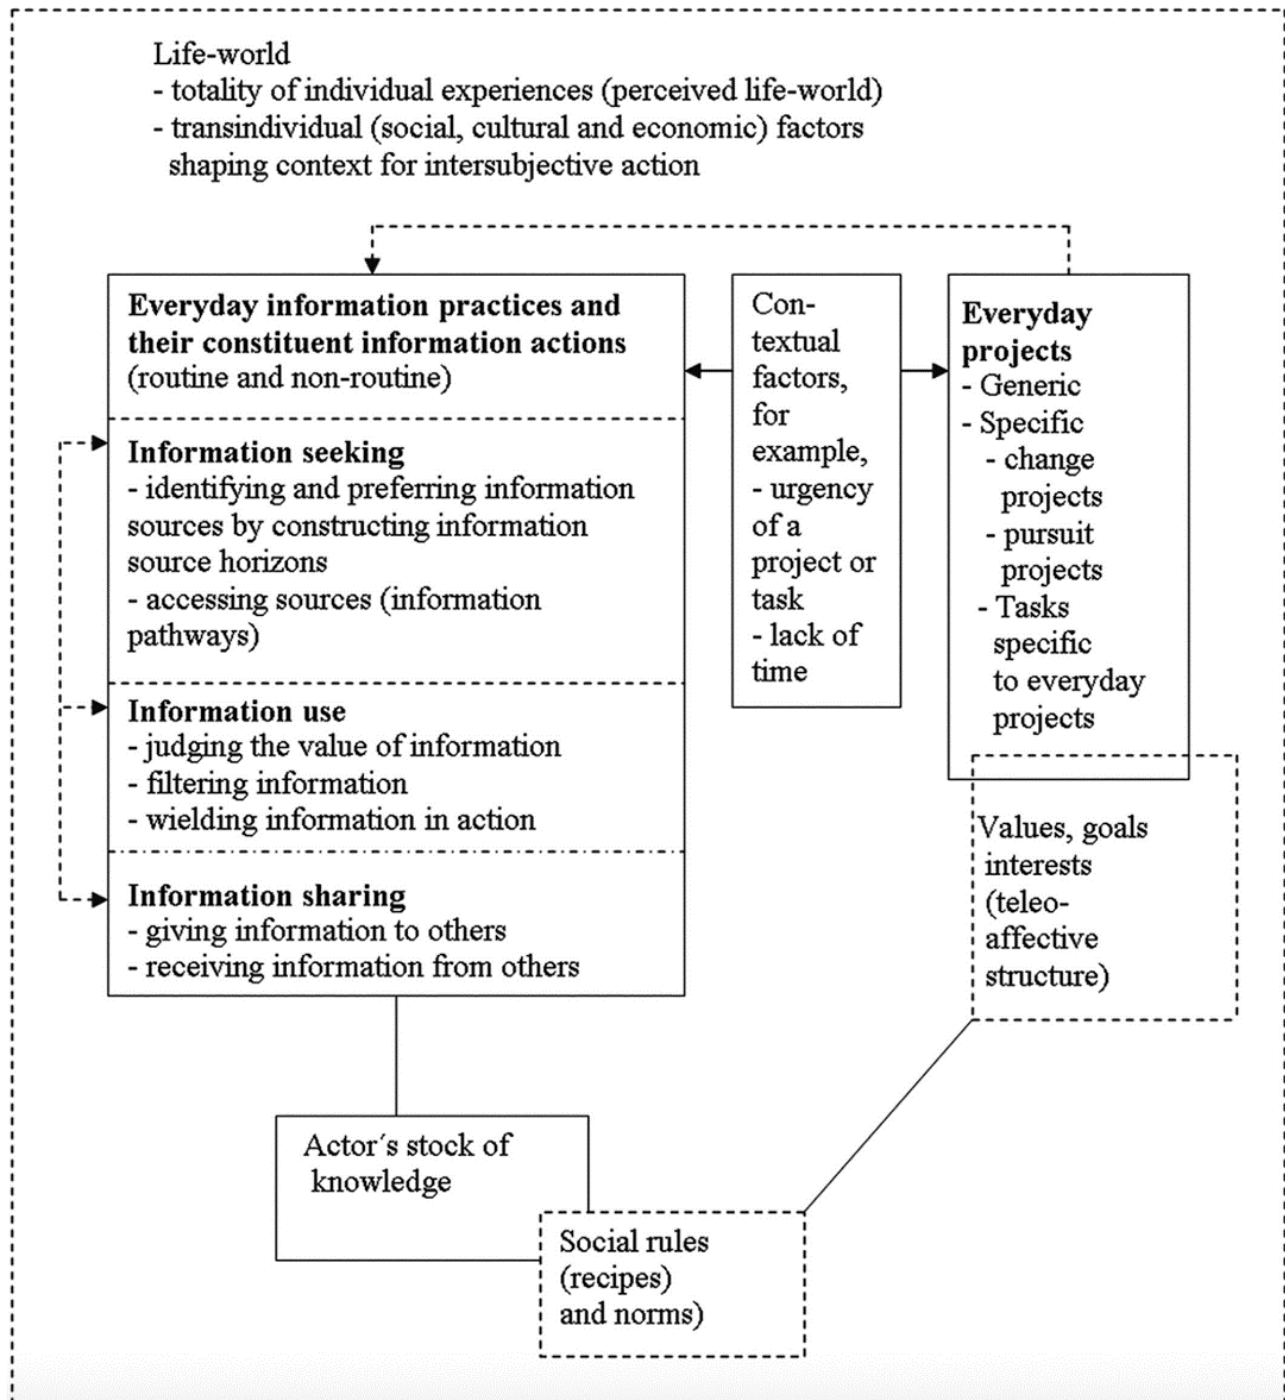 Life-world
- totality of individual experiences (perceived life-world)
- transindividual (social, cultural and economic) factors
shaping context for intersubjective action
Everyday information practices and
their constituent information actions
(routine and non-routine)
Information seeking
- identifying and preferring information
sources by constructing information
source horizons
- accessing sources (information
pathways)
Information use
- judging the value of information
- filtering information
- wielding information in action
Information sharing
- giving information to others
- receiving information from others
Con-
textual
factors,
for
example,
- urgency
of a
project or
task
- lack of
time
Everyday
projects
- Generic
- Specific
- change
projects
- pursuit
projects
- Tasks
specific
to everyday
projects
Values, goals
interests
(teleo-
affective
structure)
Actor´s stock of
knowledge
Social rules
(recipes)
and norms)